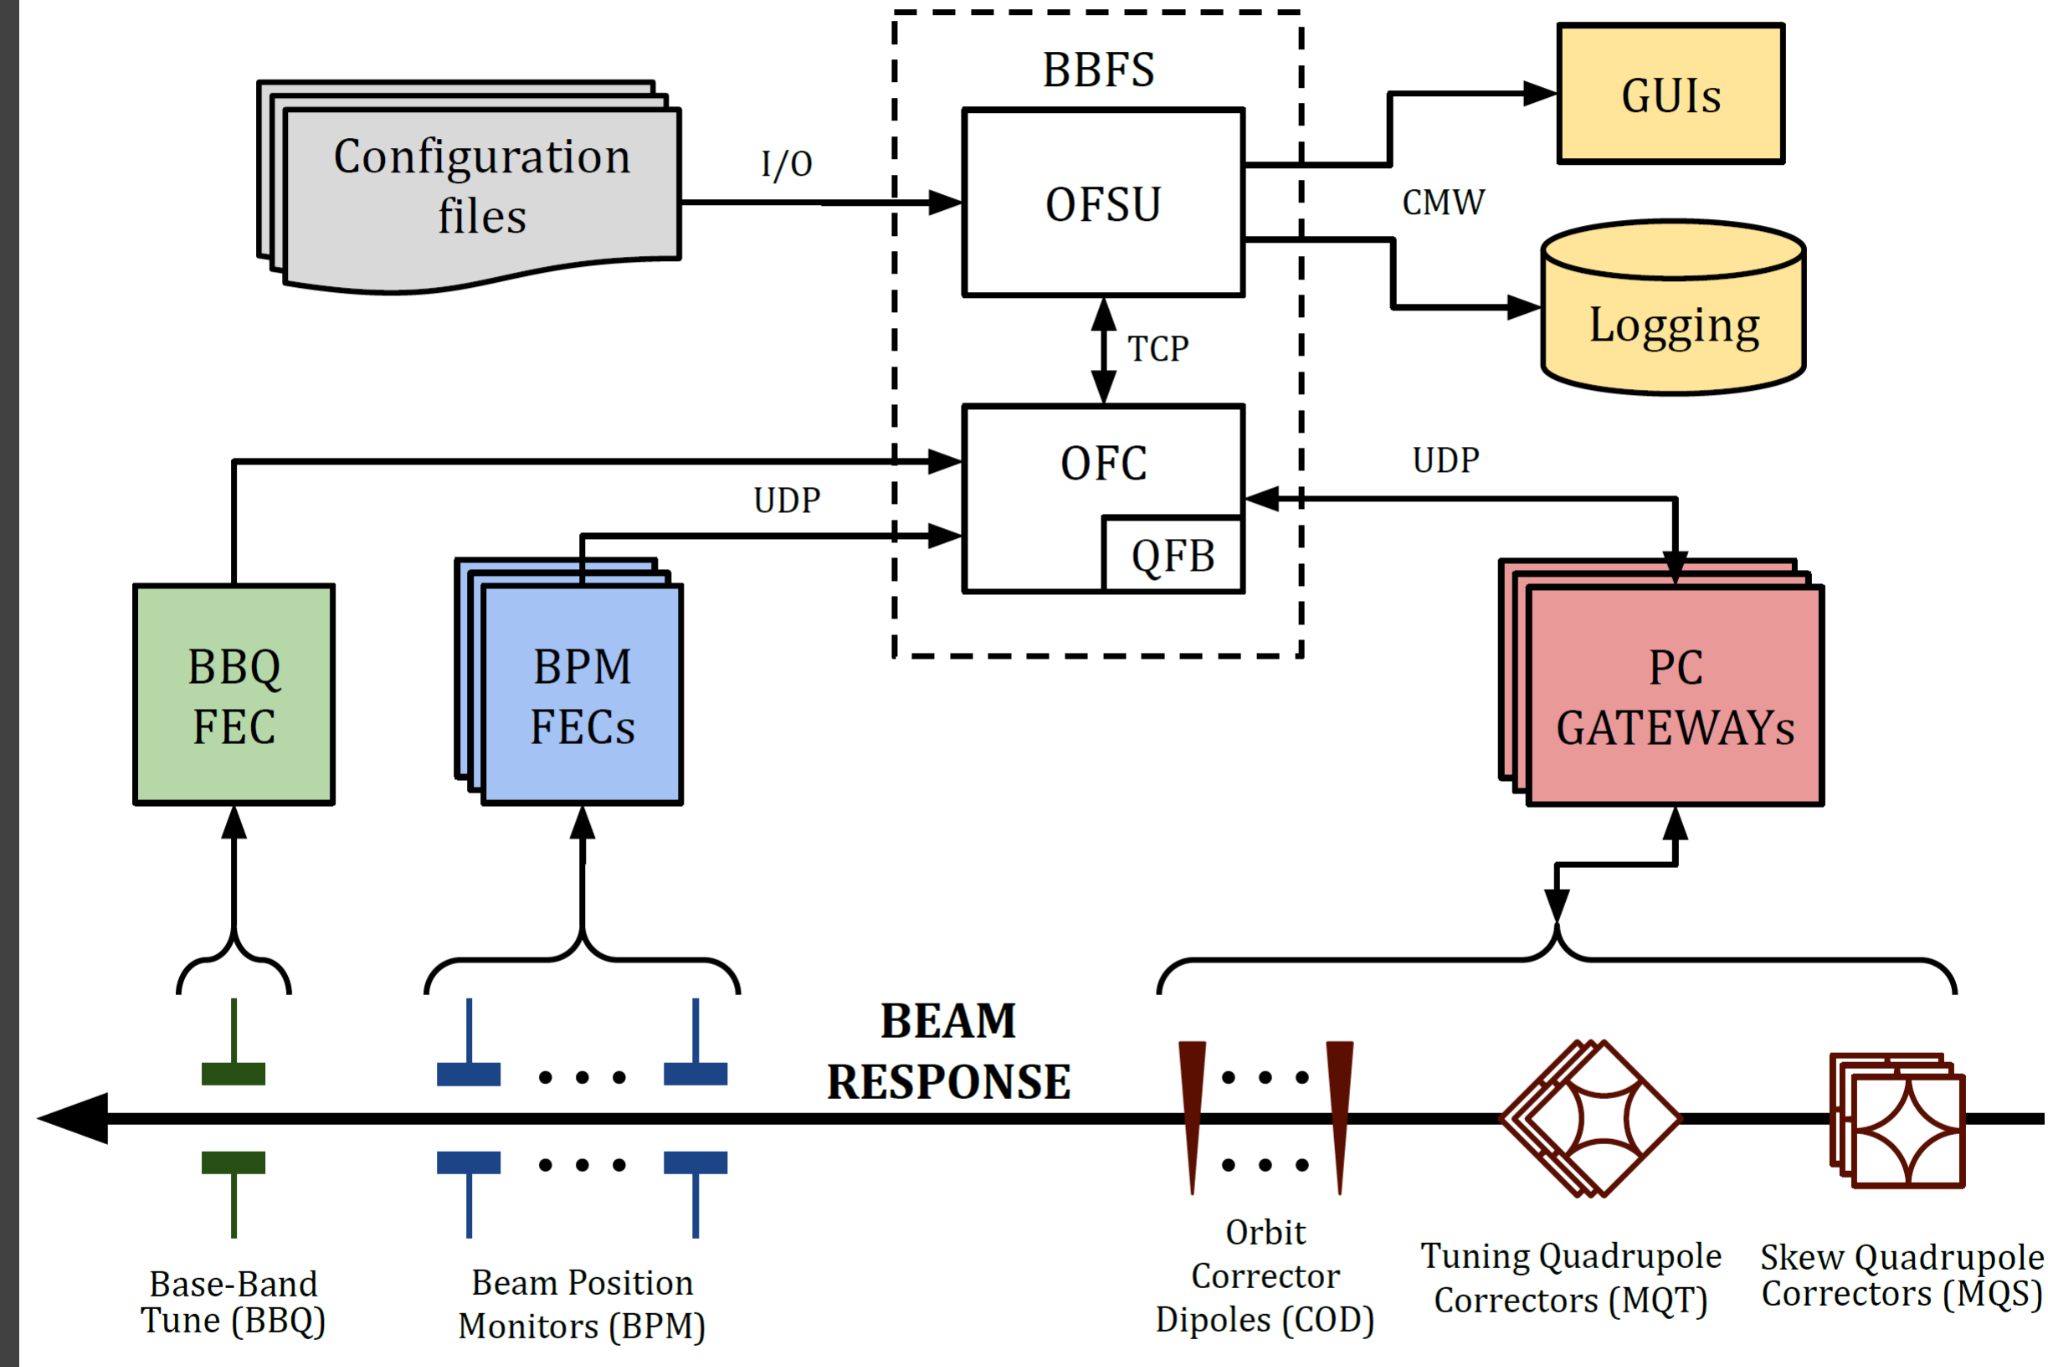 BBFS
GUIs
Configuration
files
I/O
OFSU
CMW
Logging
TCP
OFC
UDP
UDP
QFB
BBQ
FEC
BPM
FECs
PC
GATEWAYs
BEAM
RESPONSE
Base-Band
Tune (BBQ)
Beam Position
Monitors (BPM)
Orbit
Corrector
Dipoles (COD)
Tuning Quadrupole
Correctors (MQT)
Skew Quadrupole
Correctors (MQS)